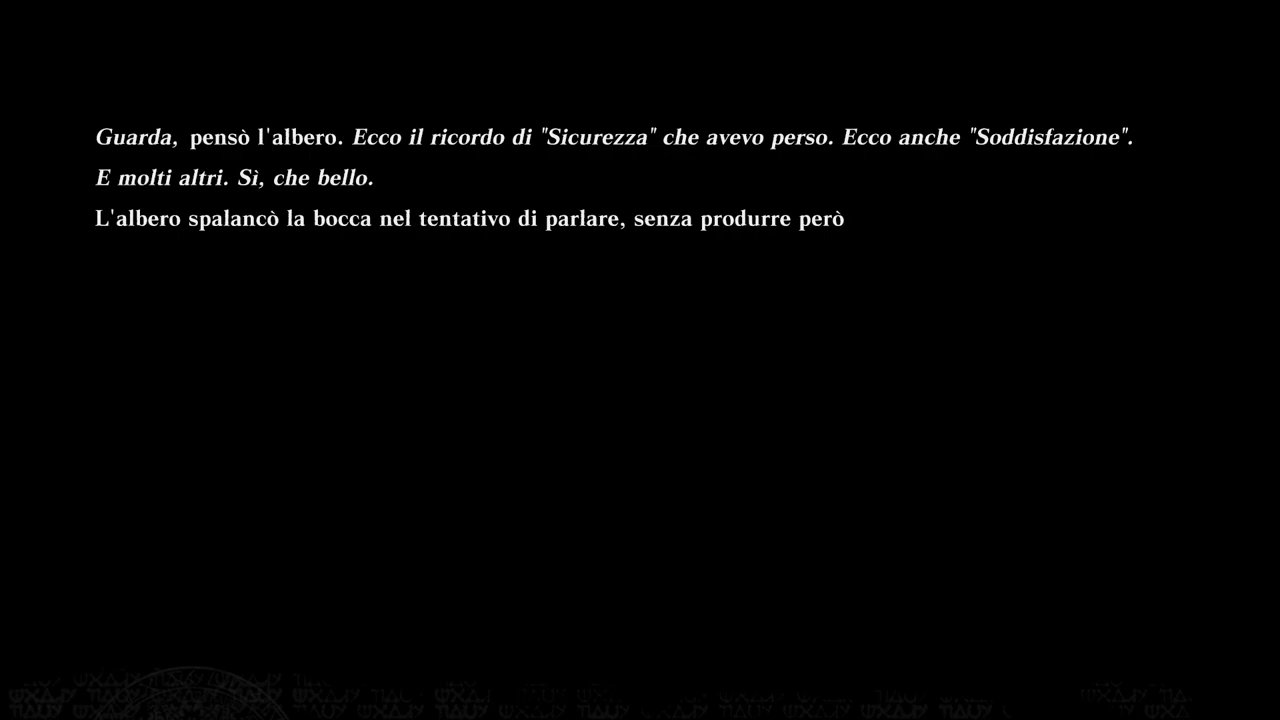 Guarda, pensò l'albero. Ecco il ricordo di "Sicurezza" che avevo perso. Ecco anche "Soddisfazione".
E molti altri. Sì, che bello.
L'albero spalancò la bocca nel tentativo di parlare, senza produrre però